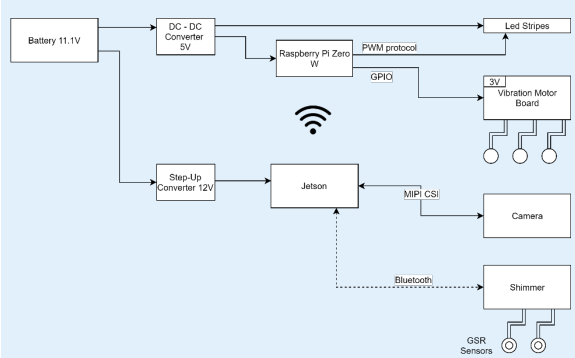 Battery 11.1V
DC - DC
Converter
5V
Led Stripes
Raspberry Pi Zero
W
PWM protocol
GPIO
3V
Vibration Motor
Board
Step-Up
Converter 12V
Jetson
MIPI CSI
Camera
Bluetooth
Shimmer
GSR
Sensors